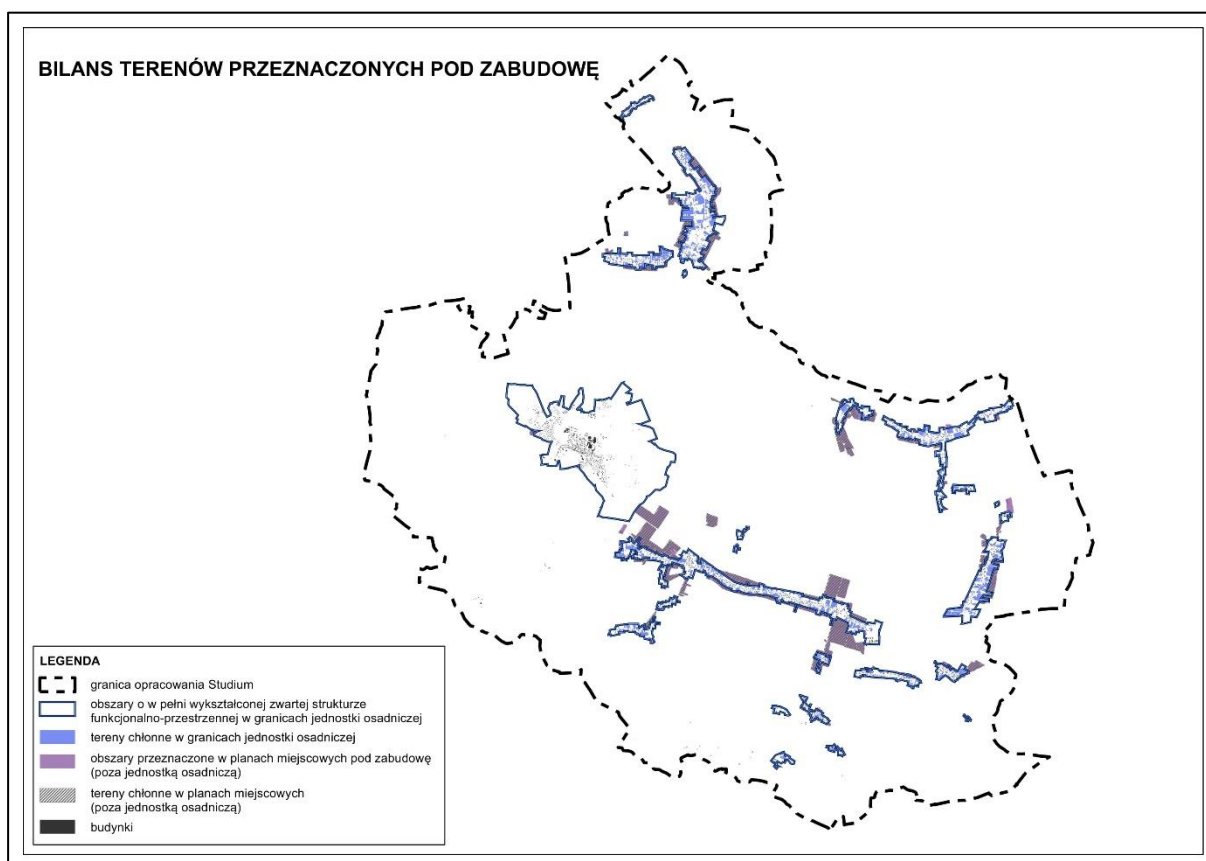 BILANS TERENÓW PRZEZNACZONYCH POD ZABUDOWĘ
LEGENDA
granica opracowania Studium
obszary o w pełni wykształconej zwartej strukturze
funkcjonalno-przestrzennej w granicach jednostki osadniczej
tereny chłonne w granicach jednostki osadniczej
obszary przeznaczone w planach miejscowych pod zabudowę
(poza jednostką osadniczą)
tereny chłonne w planach miejscowych
(poza jednostką osadniczą)
budynki